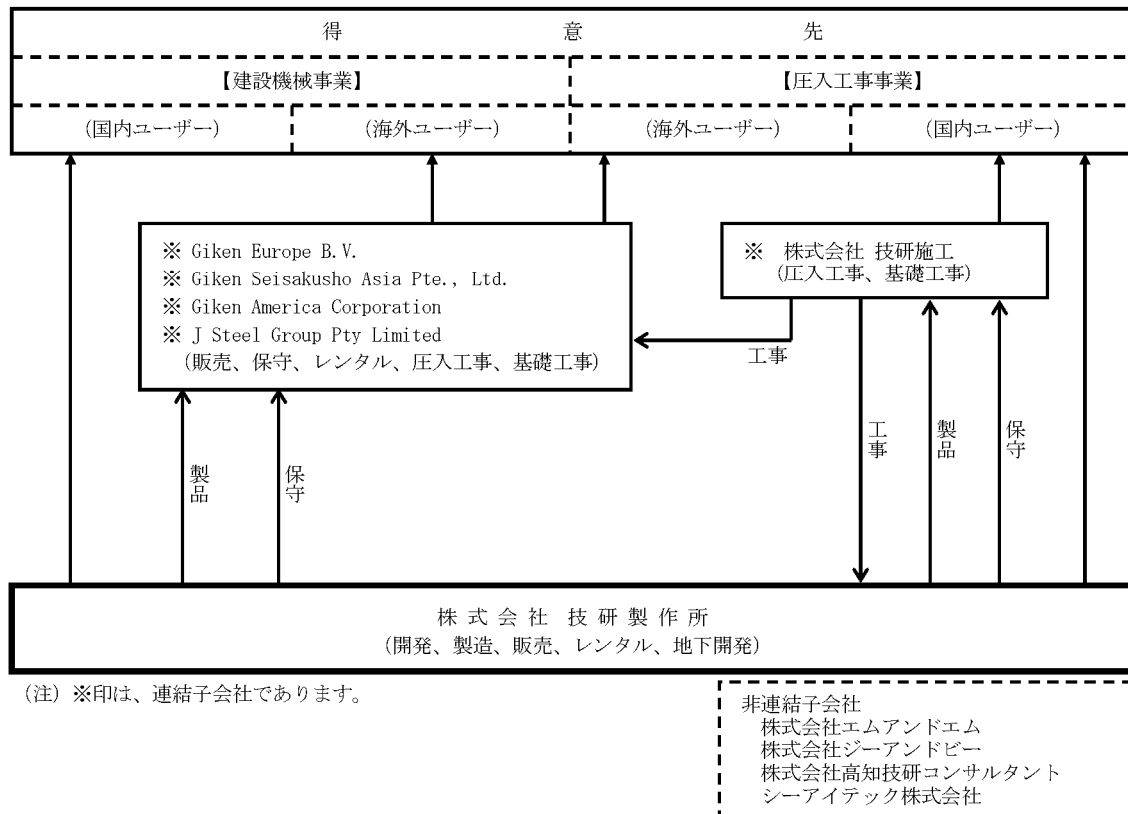 得意先
【建設機械事業】
【圧入工事事業】
(国内ユーザー)
(海外ユーザー)
(海外ユーザー)
(国内ユーザー)
※ Giken Europe B.V.
※ Giken Seisakusho Asia Pte., Ltd.
※ Giken America Corporation
※ J Steel Group Pty Limited
(販売、保守、レンタル、圧入工事、基礎工事)
※ 株式会社 技研施工
(圧入工事、基礎工事)
工事
製品
保守
工事
製品
保守
株式会社 技研製作所
(開発、製造、販売、レンタル、地下開発)
(注) ※印は、連結子会社であります。
非連結子会社
株式会社エムアンドエム
株式会社ジーアンドビー
株式会社高知技研コンサルタント
シーアイテック株式会社